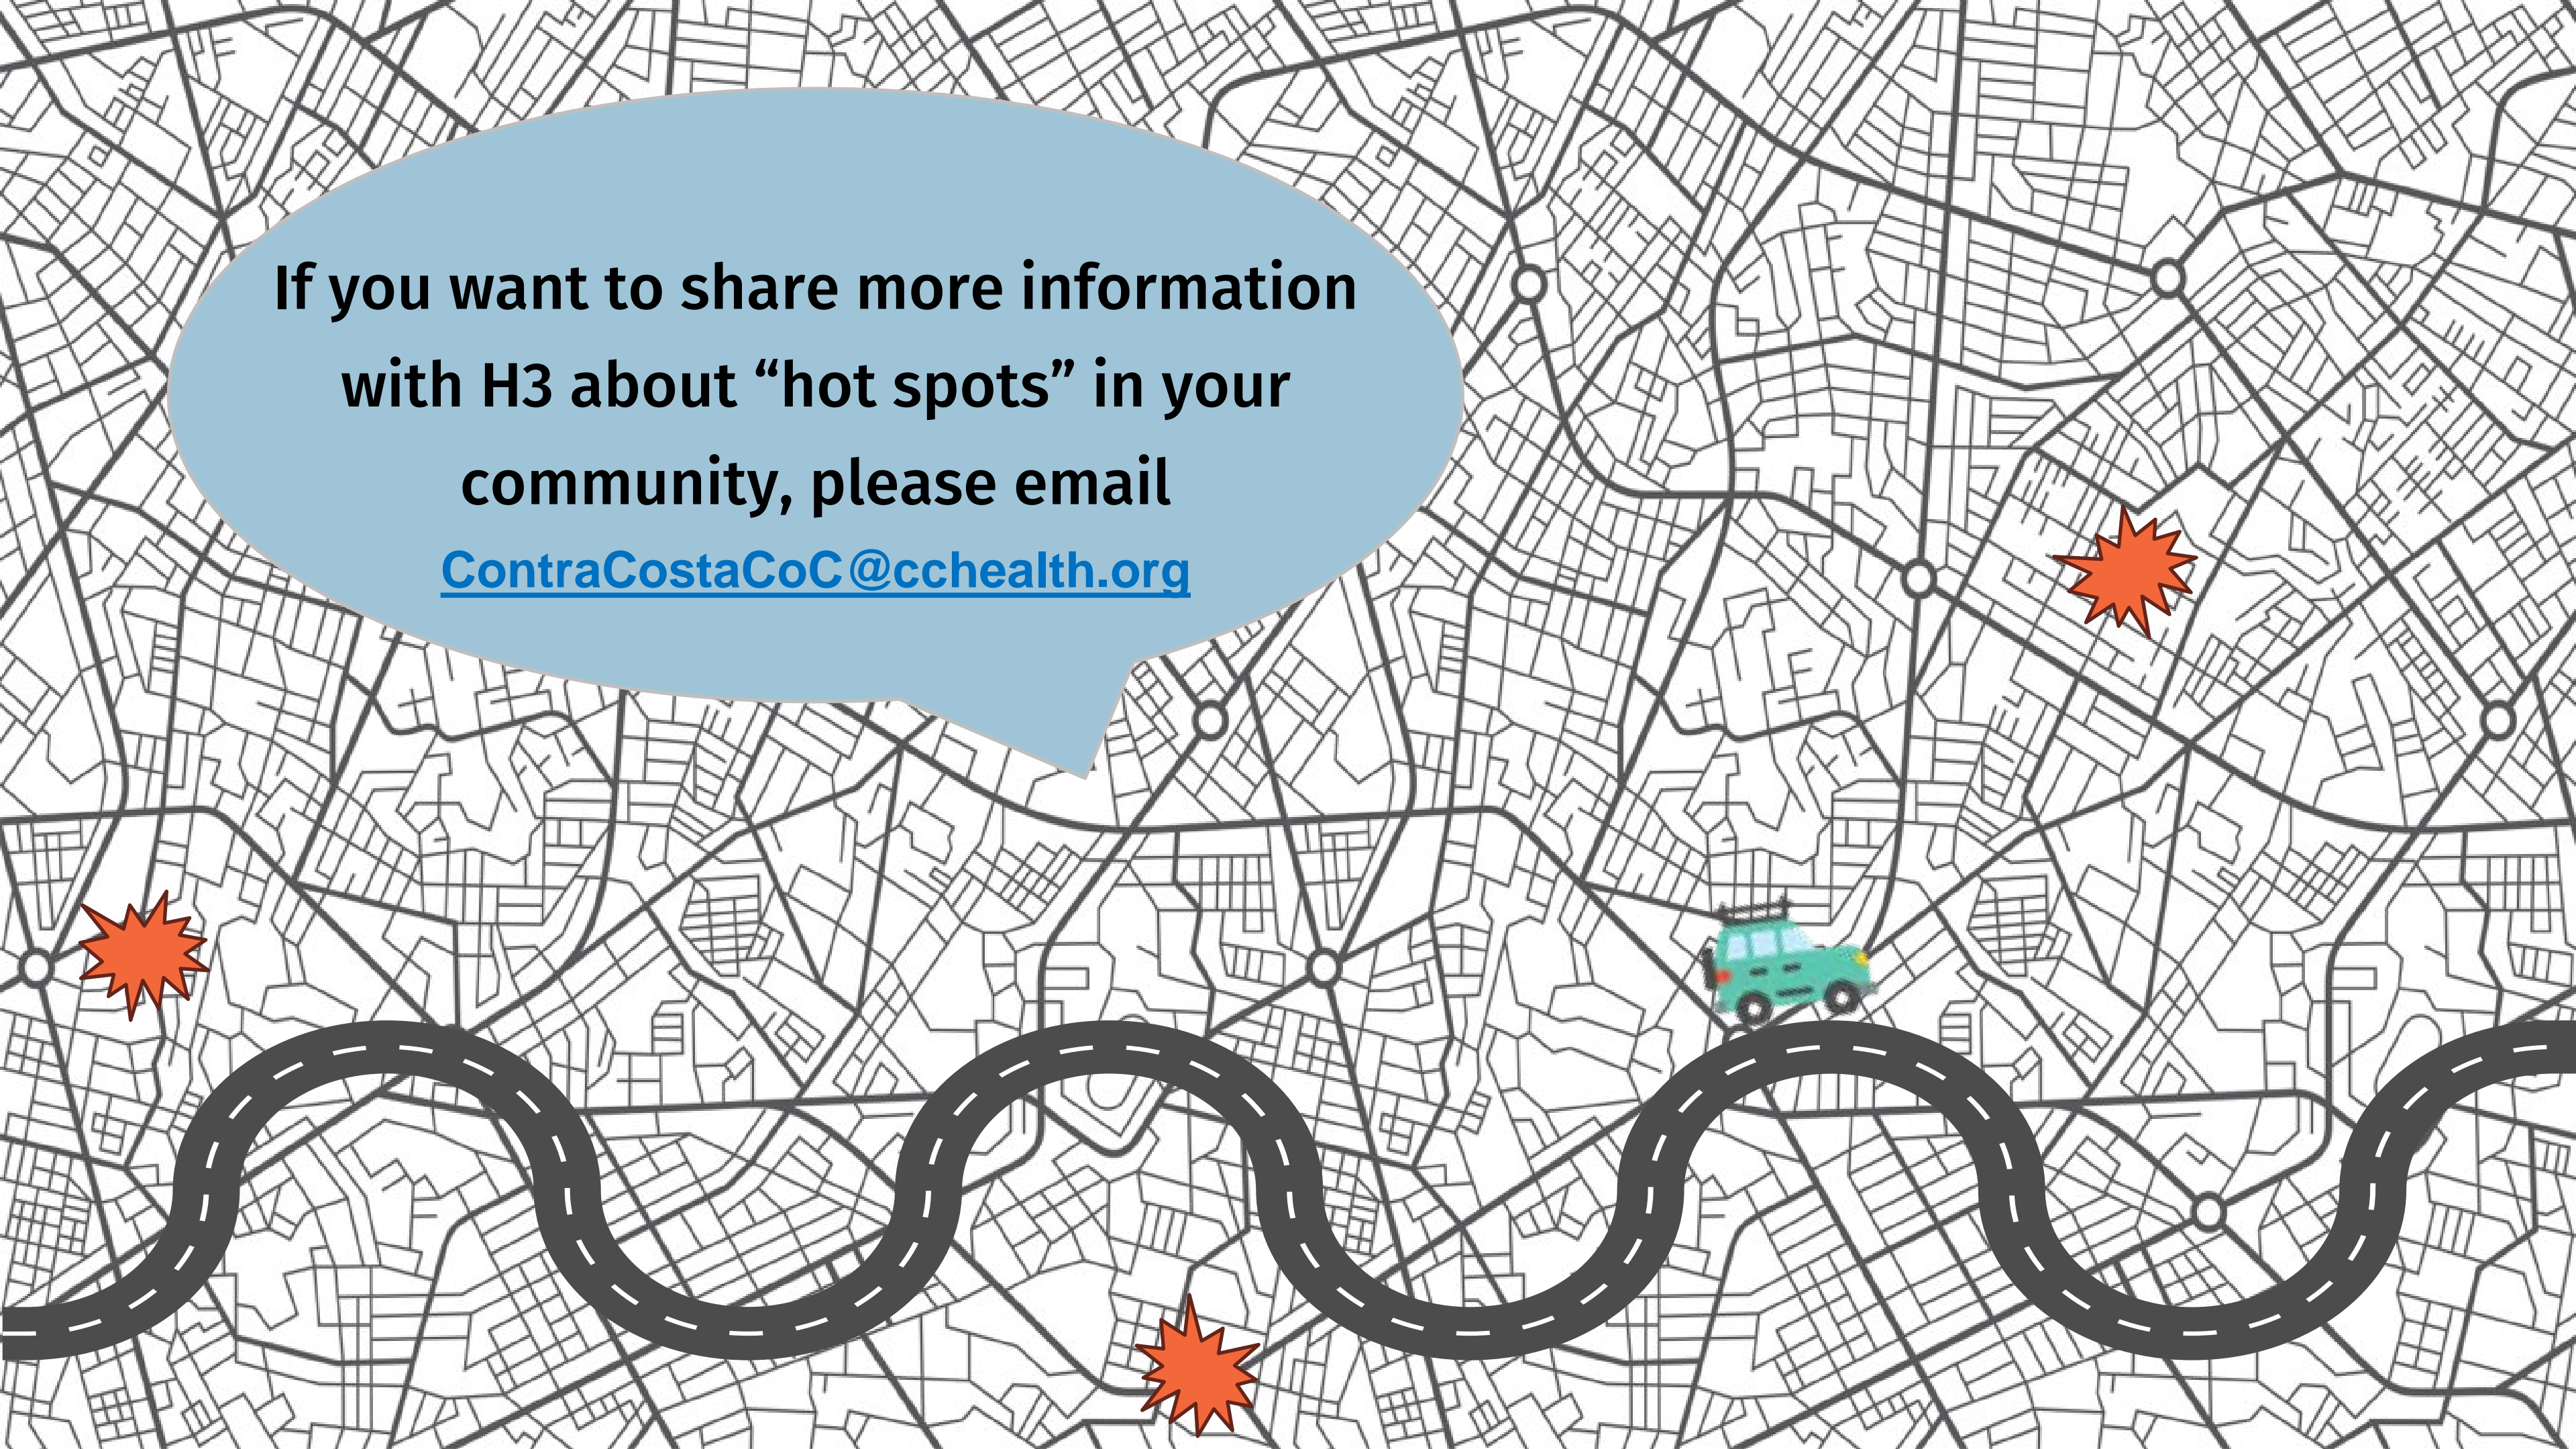 If you want to share more information
with H3 about “hot spots” in your
community, please email
ContraCostaCoC@cchealth.org